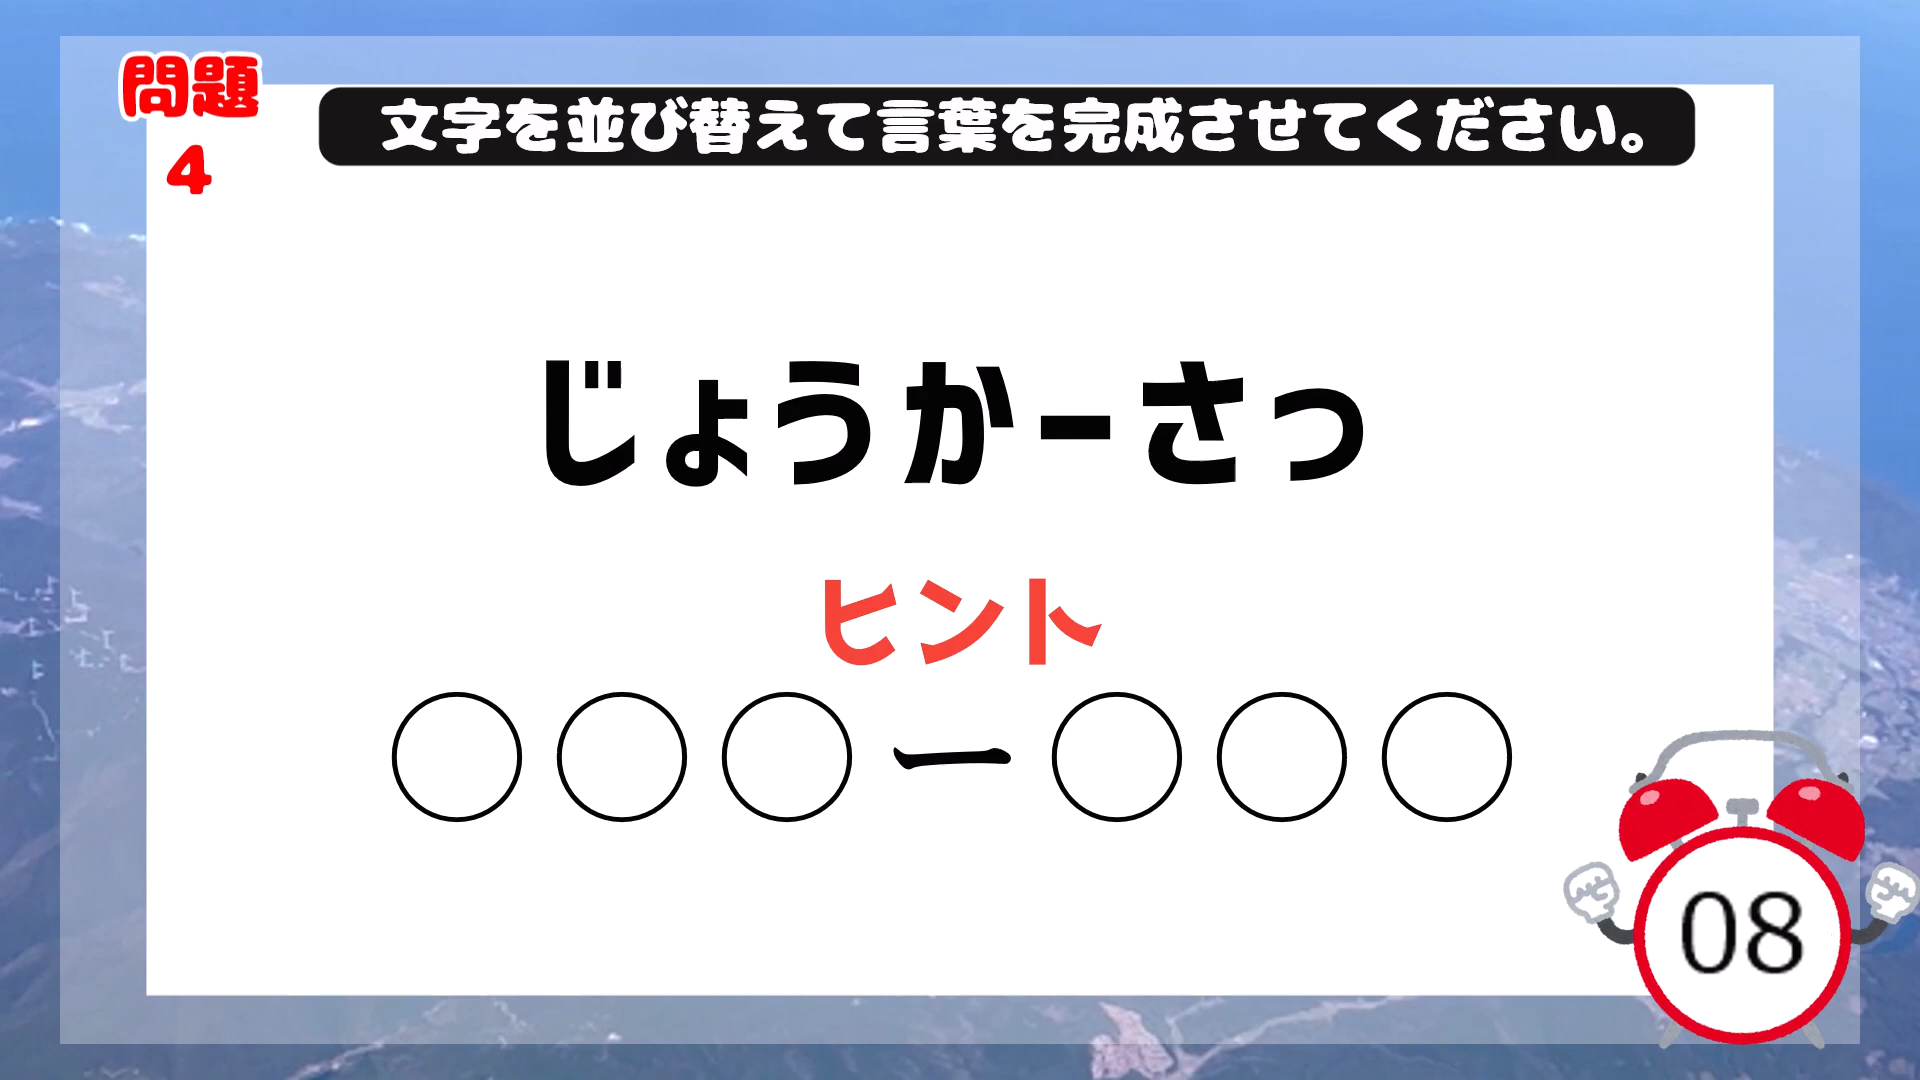 問題
4
文字を並び替えて言葉を完成させてください。
じょうかーさっ
ヒント
○○○ー○○○
08